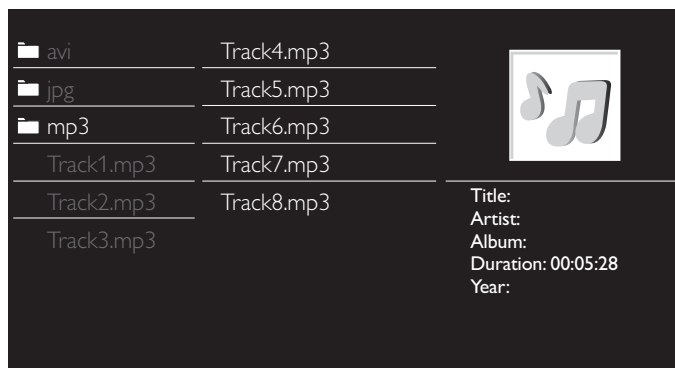 avi
jpg
mp3
Track1.mp3
Track2.mp3
Track3.mp3
Track4.mp3
Track5.mp3
Track6.mp3
Track7.mp3
Track8.mp3
Title:
Artist:
Album:
Duration: 00:05:28
Year: